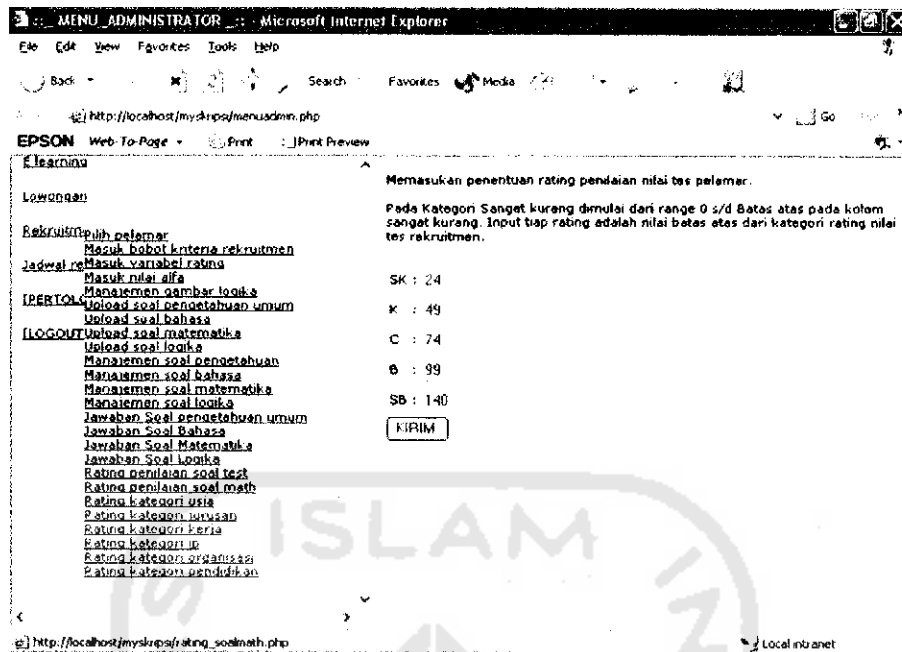 .::_ MENU_ADMINISTRATOR _::. - Microsoft Internet Explorer
File Edit View Favorites Tools Help
Back Search Favorites Media
http://localhost/myskripsi/menuadmin.php Go
EPSON Web-To-Page Print Print Preview
E learning
Lowongan
Pilih pelamar
Masuk bobot kriteria rekruitmen
Masuk variabel rating
Masuk nilai alfa
Manajemen gambar logika
Upload soal pengetahuan umum
Upload soal bahasa
[LOGOUT
Upload soal matematika
Upload soal logika
Manajemen soal pengetahuan
Manajemen soal bahasa
Manajemen soal matematika
Manajemen soal logika
Jawaban Soal pengetahuan umum
Jawaban Soal Bahasa
Jawaban Soal Matematika
Jawaban Soal Logika
Rating penilaian soal test
Rating penilaian soal math
Rating kategori usia
Rating kategori jurusan
Rating kategori kerja
Rating kategori ip
Rating kategori organisasi
Rating kategori pendidikan
Memasukan penentuan rating penilaian nilai tes pelamar.
Pada Kategori Sangat kurang dimulai dari range 0 s/d Batas atas pada kolom
sangat kurang. Input tiap rating adalah nilai batas atas dari kategori rating nilai
tes rekruitmen.
SK : 24
K : 49
C : 74
B : 99
SB : 140
KIRIM
ISLAM
http://localhost/myskripsi/rating_soalmath.php Local intranet